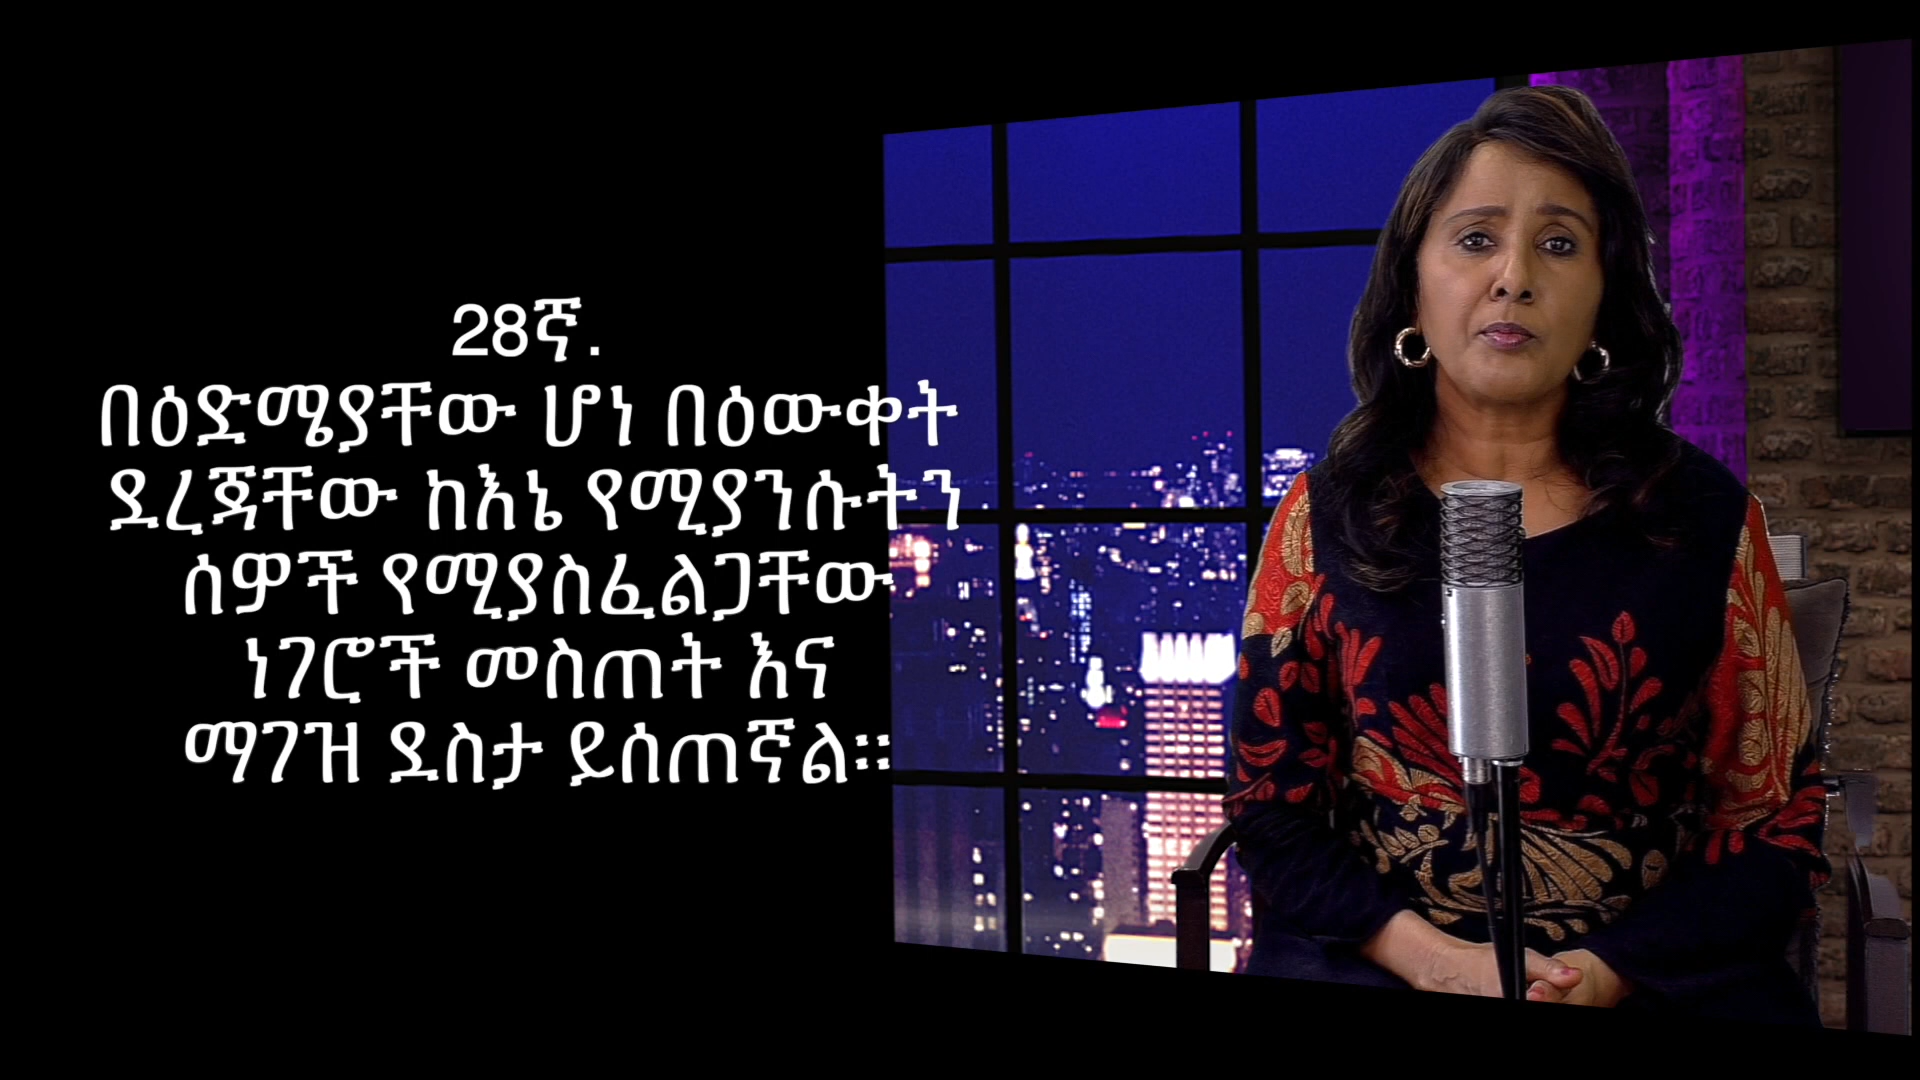 28ኛ.
በዕድሜያቸው ሆነ በዕውቀት
ደረጃቸው ከእኔ የሚያንሱትን
ሰዎች የሚያስፈልጋቸው
ነገሮች መስጠት እና
ማገዝ ደስታ ይሰጠኛል።